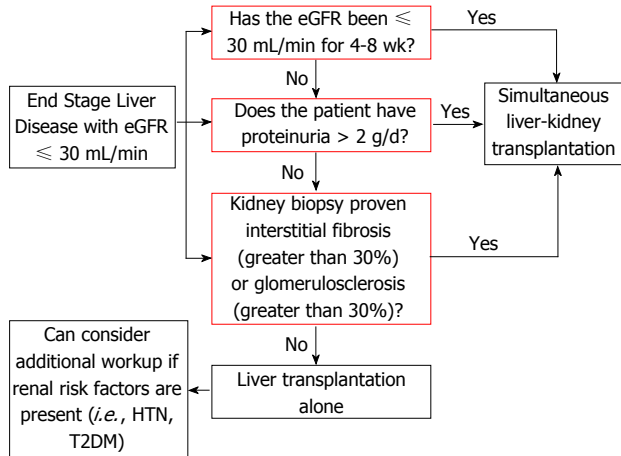 Has the eGFR been ≤
30 mL/min for 4-8 wk?
Yes
No
End Stage Liver
Disease with eGFR
≤ 30 mL/min
Does the patient have
proteinuria > 2 g/d?
Yes
Simultaneous
liver-kidney
transplantation
No
Kidney biopsy proven
interstitial fibrosis
(greater than 30%)
or glomerulosclerosis
(greater than 30%)?
Yes
No
Can consider
additional workup if
renal risk factors are
present (i.e., HTN,
T2DM)
Liver transplantation
alone